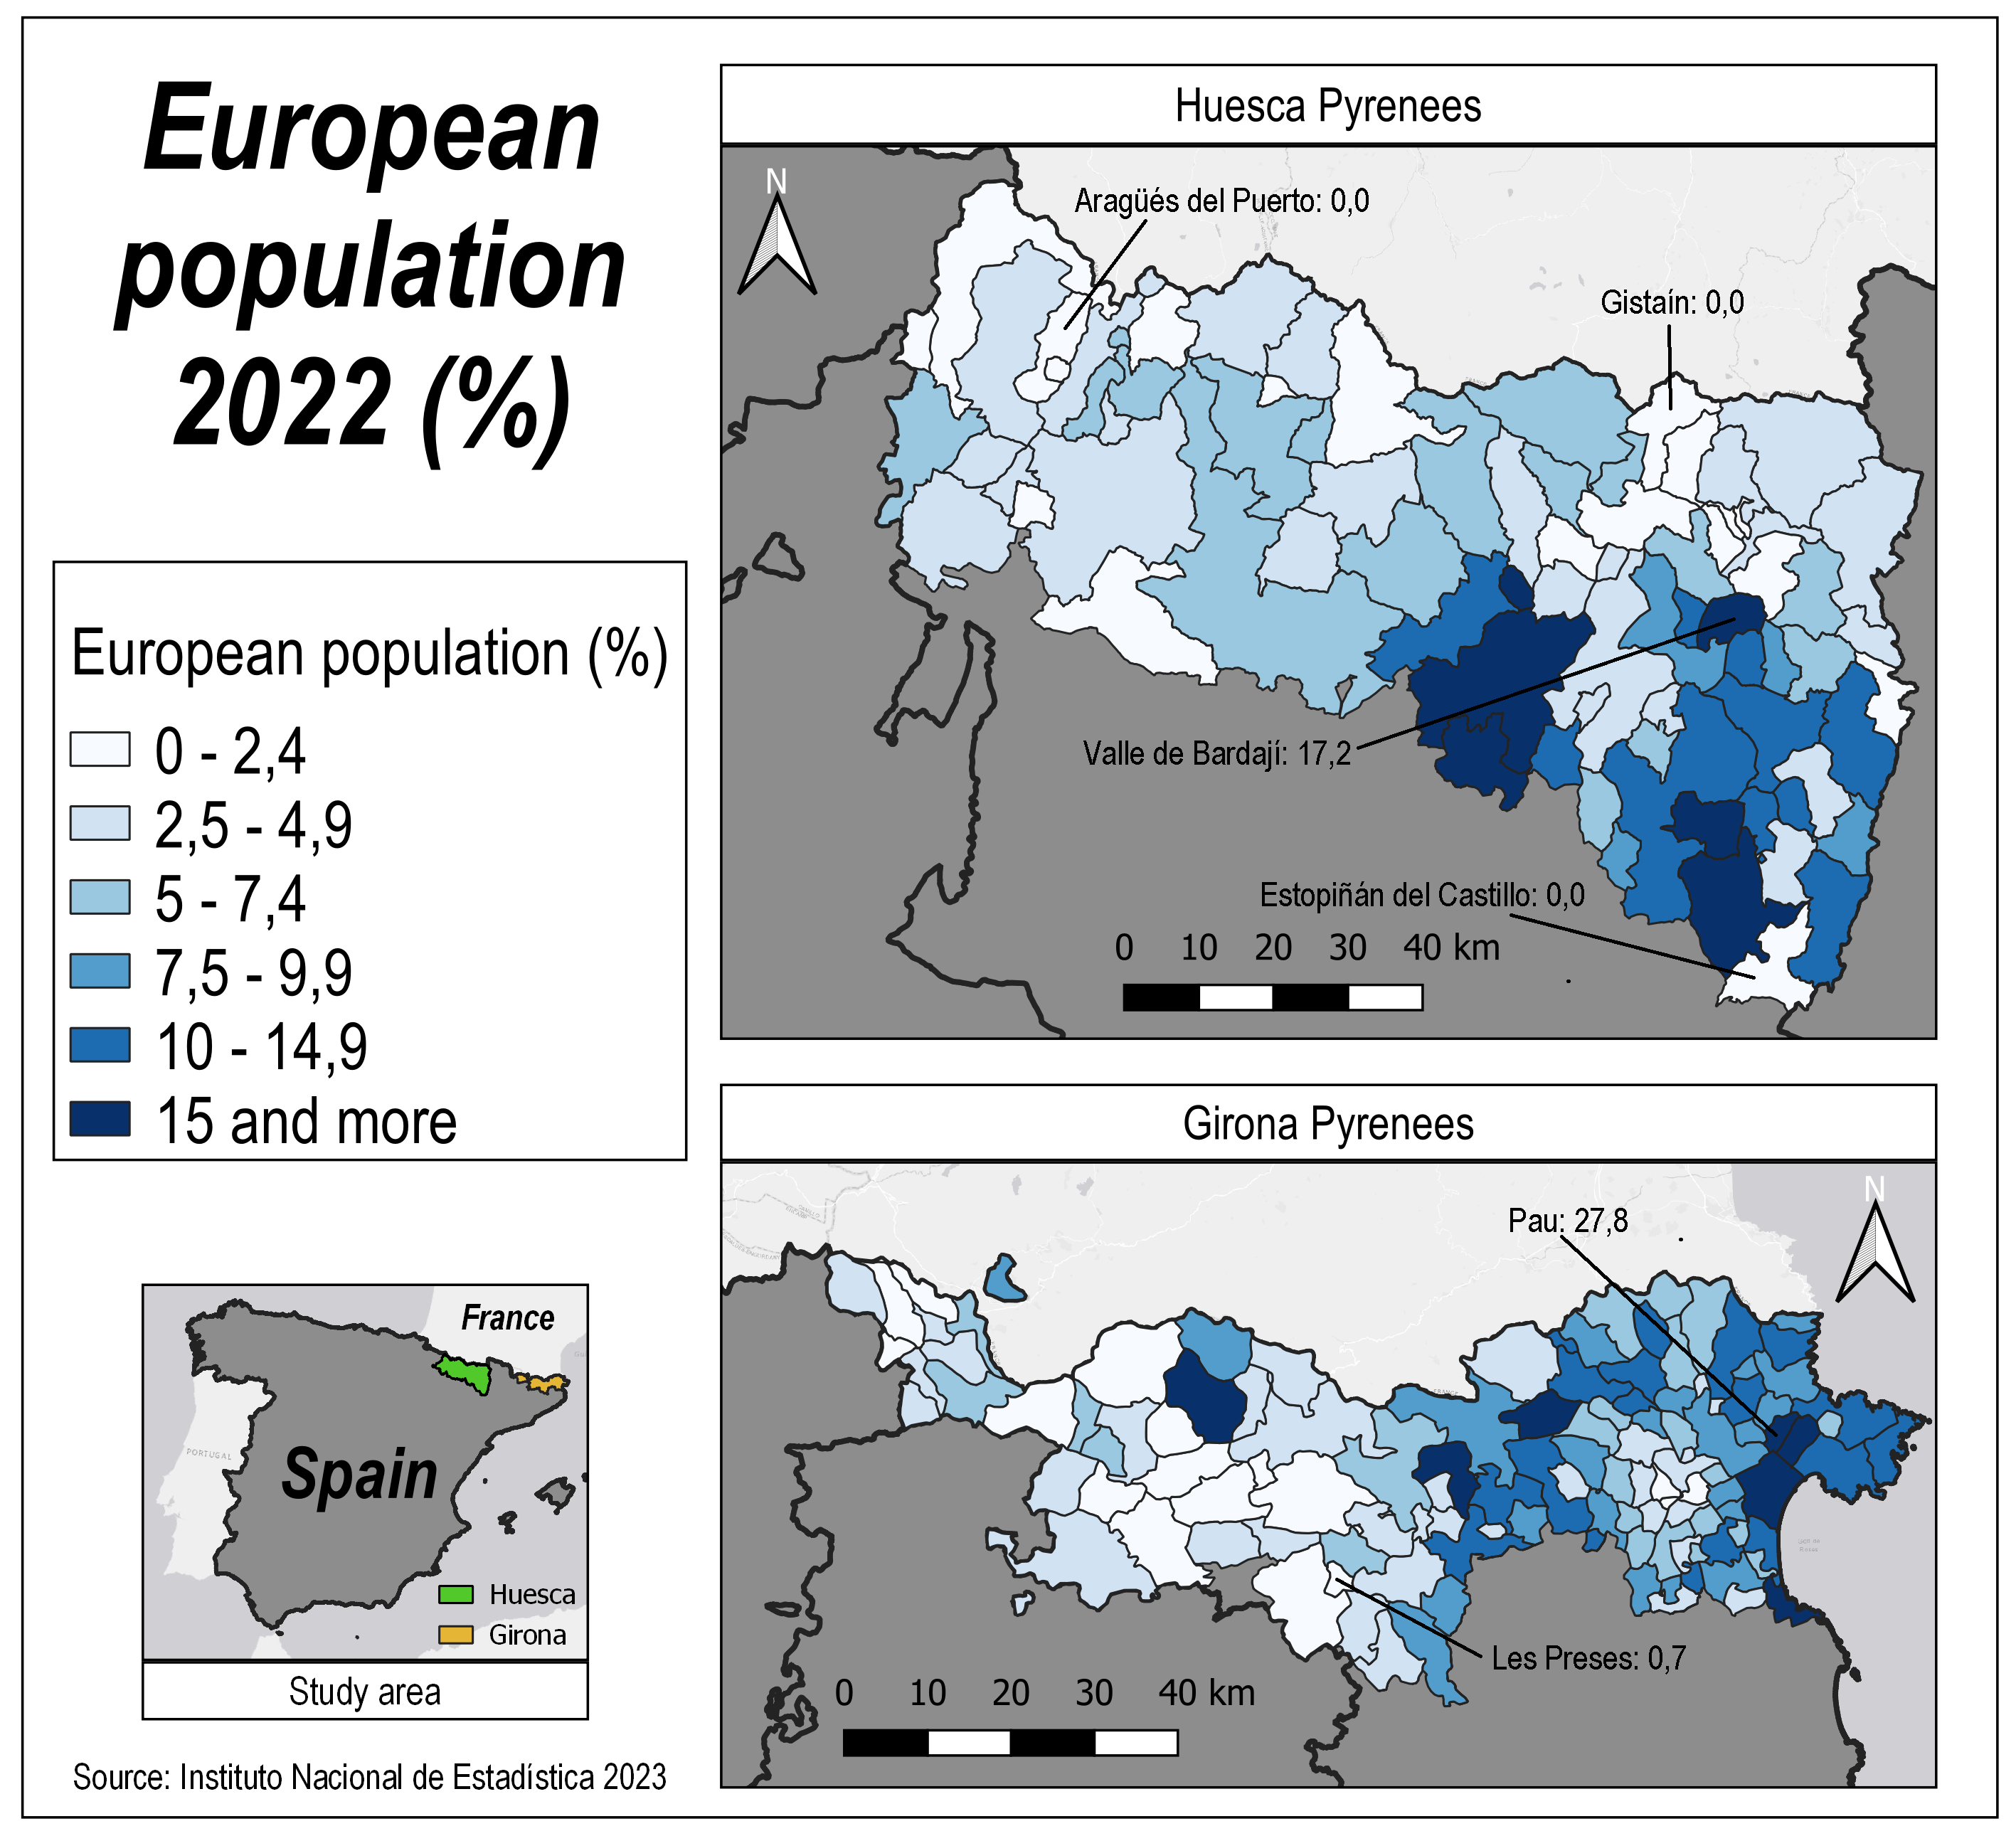 European
population
2022 (%)
European population (%)
0 - 2,4
2,5 - 4,9
5 - 7,4
7,5 - 9,9
10 - 14,9
15 and more
France
PORTUGAL
Spain
Huesca
Girona
Study area
Source: Instituto Nacional de Estadística 2023
Huesca Pyrenees
N
Aragüés del Puerto: 0,0
Gistaín: 0,0
Valle de Bardají: 17,2
Estopiñán del Castillo: 0,0
0 10 20 30 40 km
Girona Pyrenees
N
Pau: 27,8
Les Preses: 0,7
0 10 20 30 40 km